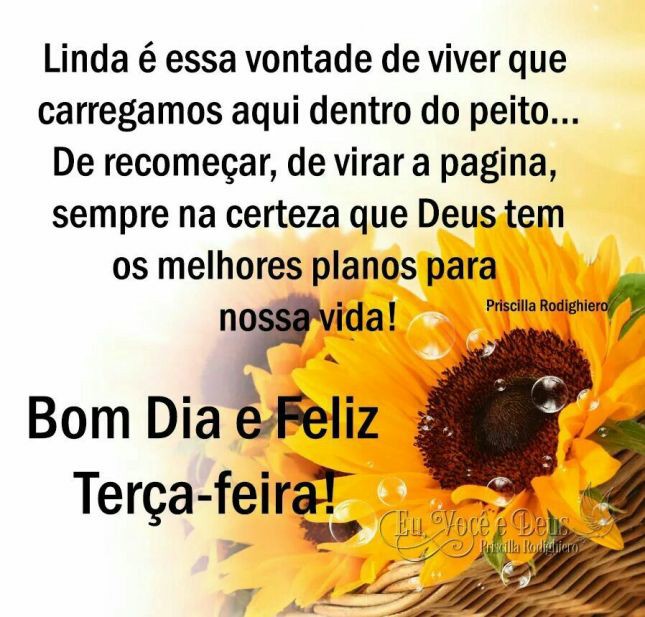 Linda é essa vontade de viver que
carregamos aqui dentro do peito...
De recomeçar, de virar a pagina,
sempre na certeza que Deus tem
os melhores planos para
nossa vida!
Priscilla Rodighiero
Bom Dia e Feliz
Terça-feira!
Eu, Você e Deus
Priscilla Rodighiero